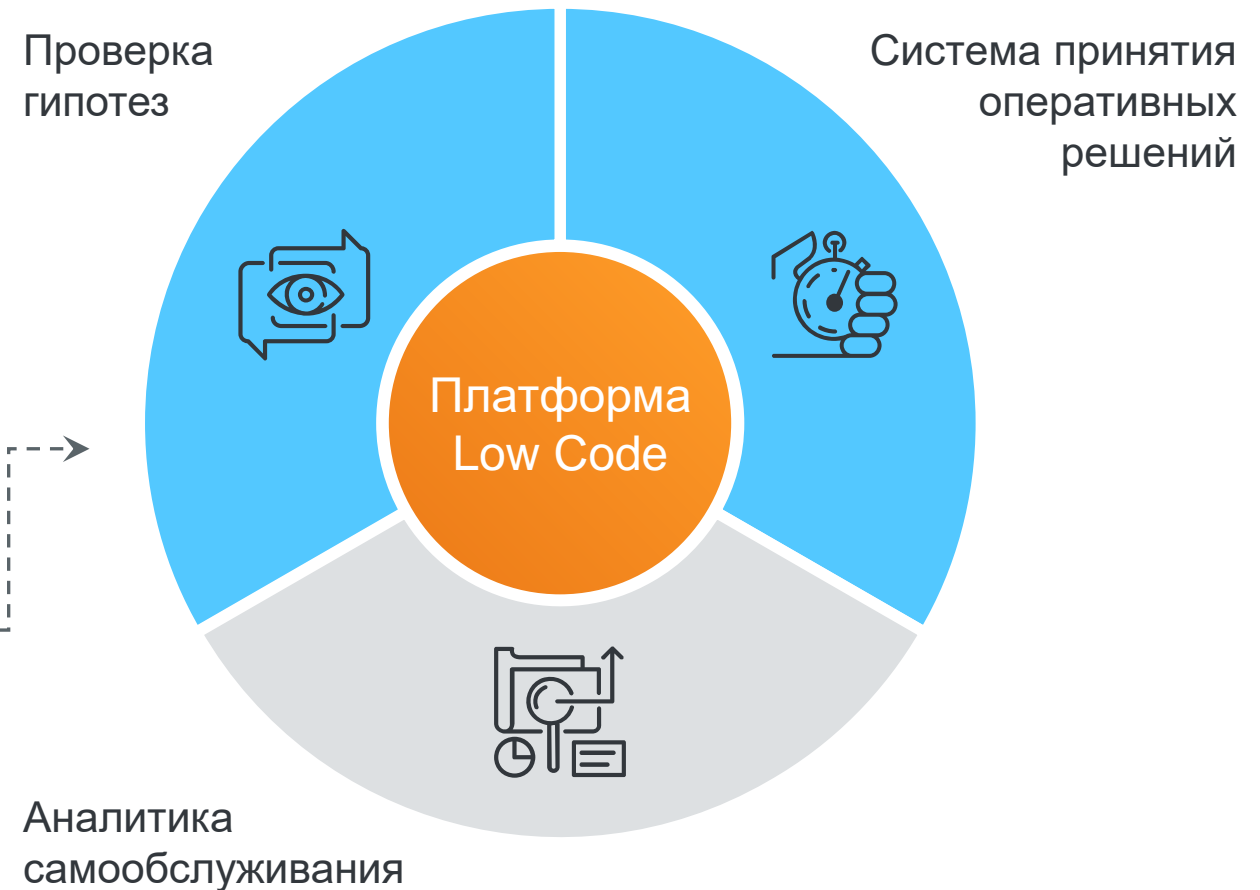 Проверка
гипотез
Система принятия
оперативных
решений
Платформа
Low Code
Аналитика
самообслуживания